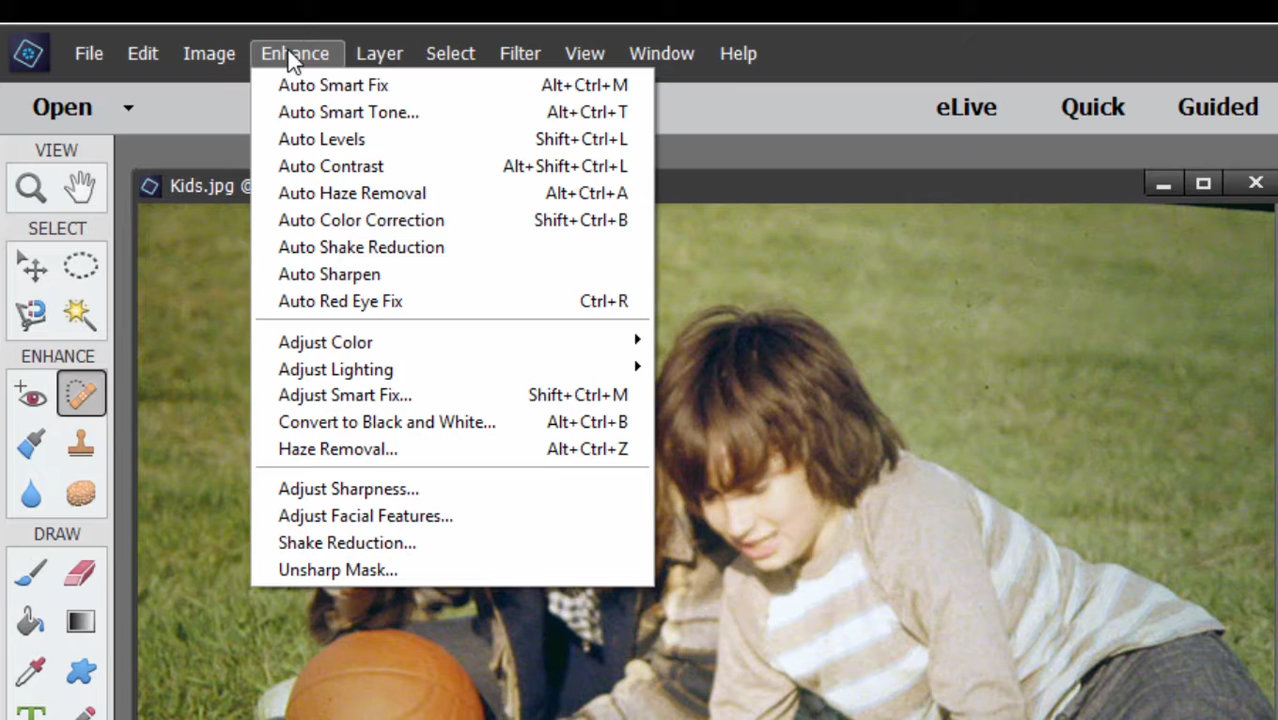 File Edit Image Enhance Layer Select Filter View Window Help
Open eLive Quick Guided
VIEW
Kids.jpg @
SELECT
ENHANCE
DRAW
Auto Smart Fix Alt+Ctrl+M
Auto Smart Tone... Alt+Ctrl+T
Auto Levels Shift+Ctrl+L
Auto Contrast Alt+Shift+Ctrl+L
Auto Haze Removal Alt+Ctrl+A
Auto Color Correction Shift+Ctrl+B
Auto Shake Reduction
Auto Sharpen
Auto Red Eye Fix Ctrl+R
Adjust Color
Adjust Lighting
Adjust Smart Fix... Shift+Ctrl+M
Convert to Black and White... Alt+Ctrl+B
Haze Removal... Alt+Ctrl+Z
Adjust Sharpness...
Adjust Facial Features...
Shake Reduction...
Unsharp Mask...